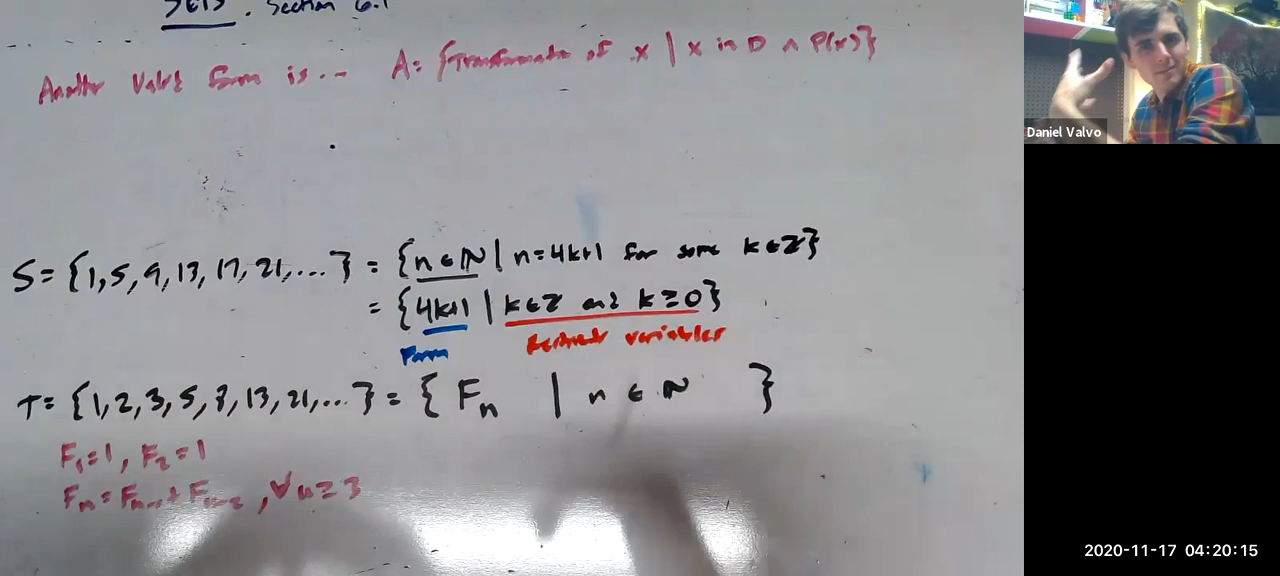 SETS. Section 6.1
Another Valid form is... A = {Transformation of x | x in D ∧ P(x)}
Daniel Valvo
S = {1, 5, 9, 13, 17, 21, ...} = {n ∈ N | n = 4k+1 for some k ∈ Z}
= {4k+1 | k ∈ Z and k ≥ 0}
Form variables
T = {1, 2, 3, 5, 8, 13, 21, ...} = { Fn | n ∈ N }
F1 = 1, F2 = 1
Fn = Fn-1 + Fn-2, ∀n ≥ 3
2020-11-17 04:20:15